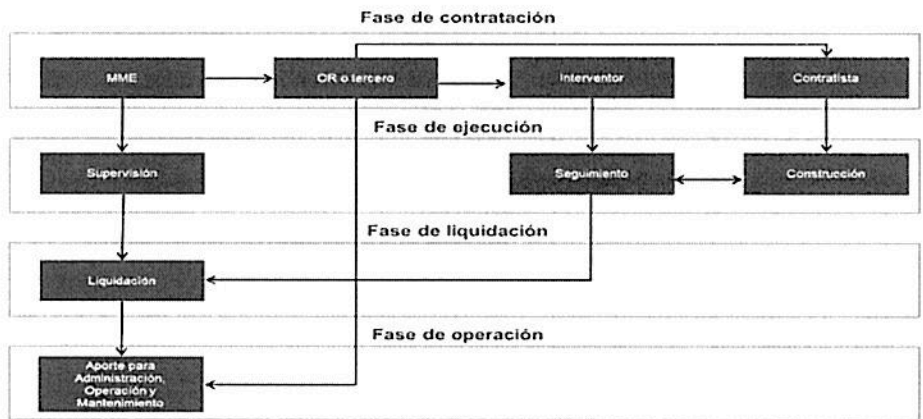 Fase de contratación
MME
OR o tercero
Interventor
Contratista
Fase de ejecución
Supervisión
Seguimiento
Construcción
Fase de liquidación
Liquidación
Fase de operación
Aporte para
Administración,
Operación y
Mantenimiento